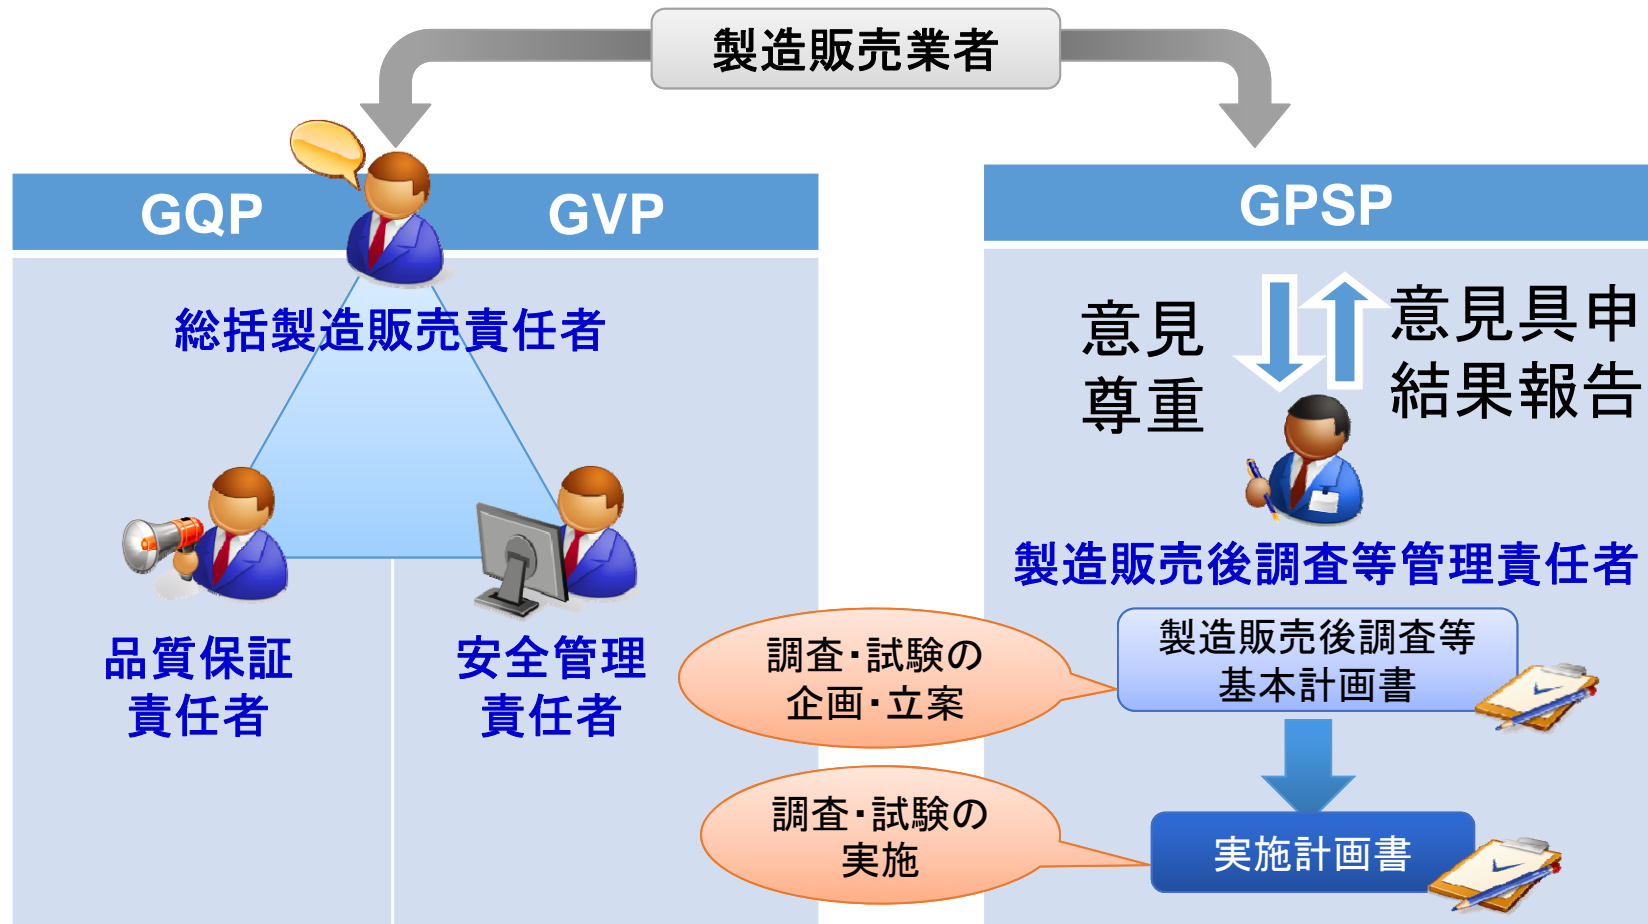 製造販売業者
GQP
GVP
総括製造販売責任者
品質保証
責任者
安全管理
責任者
GPSP
意見
尊重
意見具申
結果報告
製造販売後調査等管理責任者
調査・試験の
企画・立案
製造販売後調査等
基本計画書
調査・試験の
実施
実施計画書